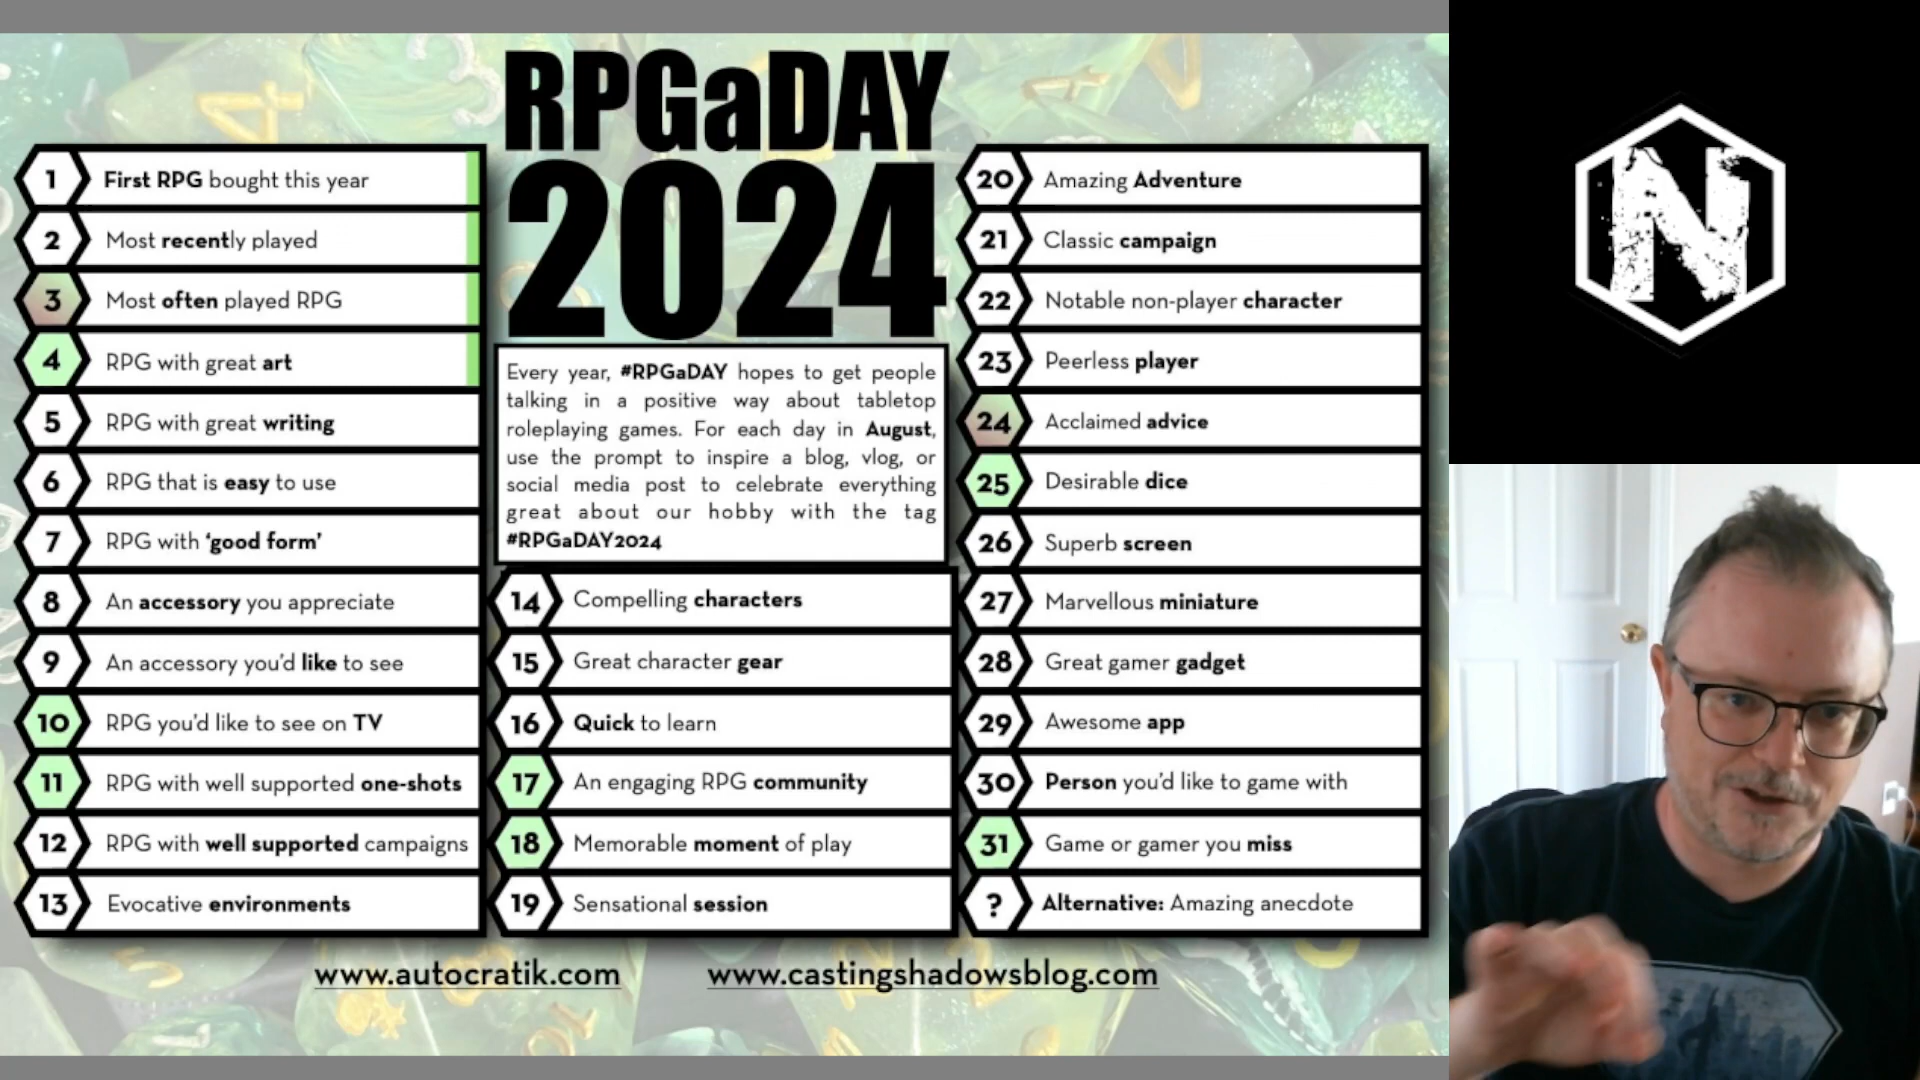 RPGaDAY
2024
1 First RPG bought this year
2 Most recently played
3 Most often played RPG
4 RPG with great art
5 RPG with great writing
6 RPG that is easy to use
7 RPG with ‘good form’
8 An accessory you appreciate
9 An accessory you’d like to see
10 RPG you’d like to see on TV
11 RPG with well supported one-shots
12 RPG with well supported campaigns
13 Evocative environments
Every year, #RPGaDAY hopes to get people
talking in a positive way about tabletop
roleplaying games. For each day in August,
use the prompt to inspire a blog, vlog, or
social media post to celebrate everything
great about our hobby with the tag
#RPGaDAY2024
14 Compelling characters
15 Great character gear
16 Quick to learn
17 An engaging RPG community
18 Memorable moment of play
19 Sensational session
20 Amazing Adventure
21 Classic campaign
22 Notable non-player character
23 Peerless player
24 Acclaimed advice
25 Desirable dice
26 Superb screen
27 Marvellous miniature
28 Great gamer gadget
29 Awesome app
30 Person you’d like to game with
31 Game or gamer you miss
? Alternative: Amazing anecdote
www.autocratik.com
www.castingshadowsblog.com
N